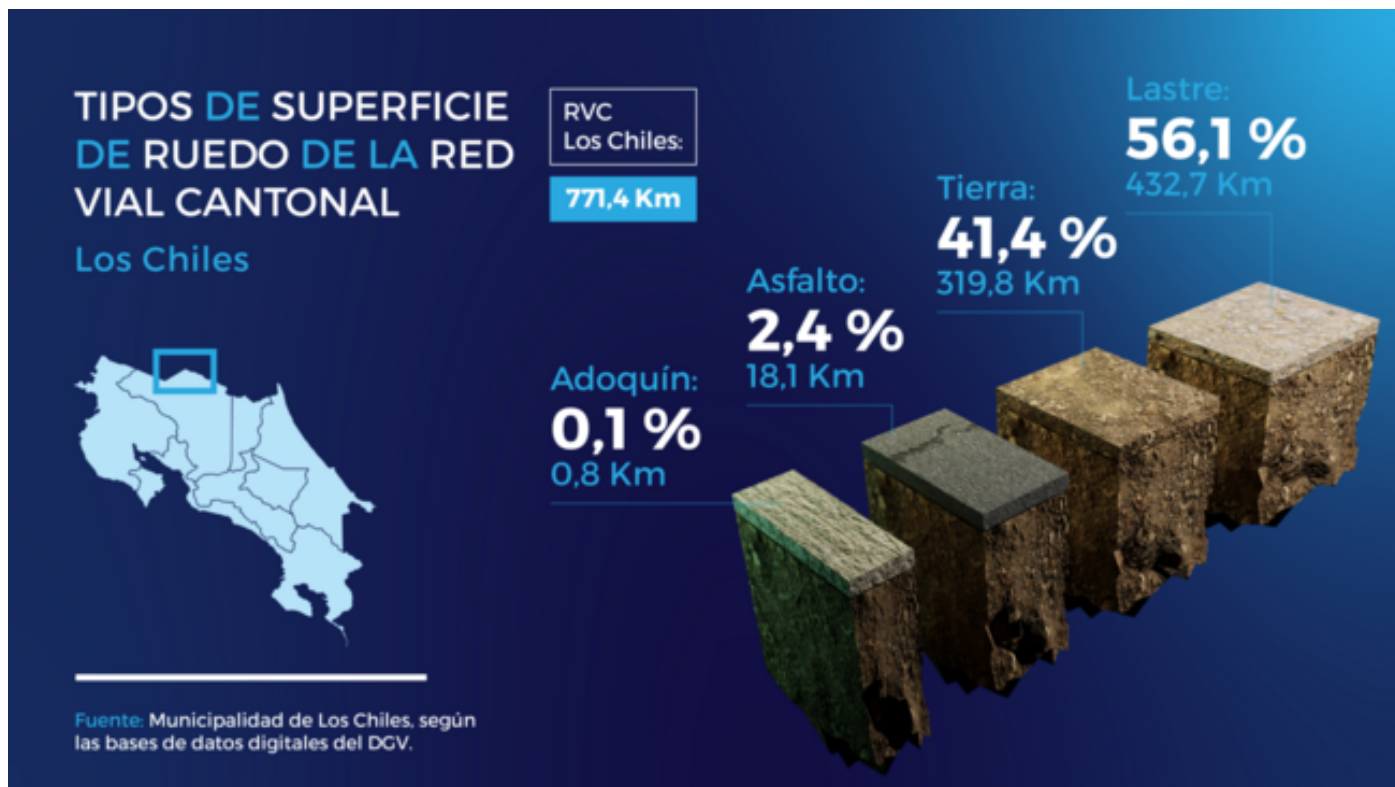 TIPOS DE SUPERFICIE
DE RUEDO DE LA RED
VIAL CANTONAL
Los Chiles
RVC
Los Chiles:
771,4 Km
Lastre:
56,1 %
432,7 Km
Tierra:
41,4 %
319,8 Km
Asfalto:
2,4 %
18,1 Km
Adoquín:
0,1 %
0,8 Km
Fuente: Municipalidad de Los Chiles, según
las bases de datos digitales del DGV.